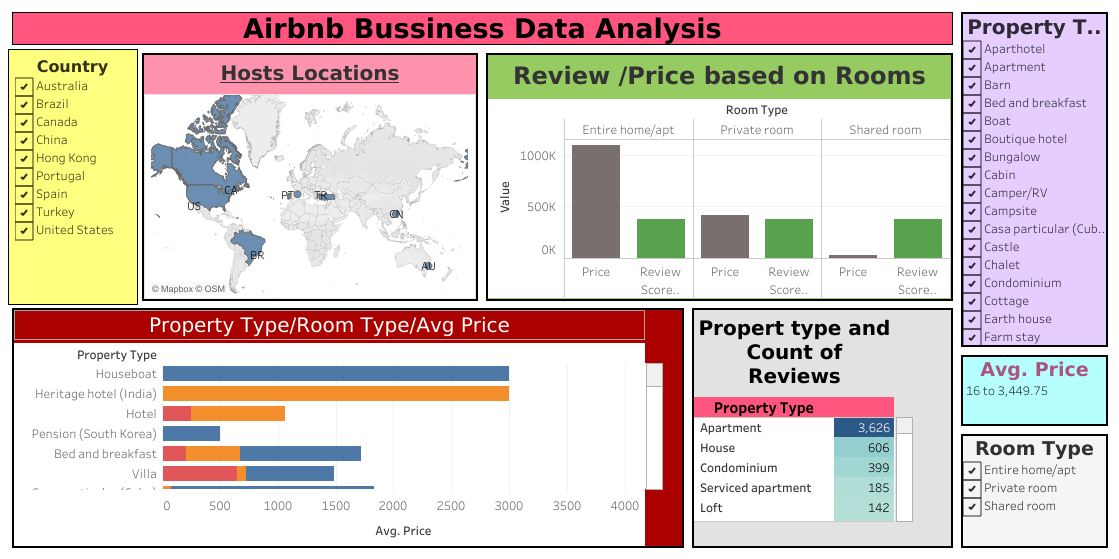 Airbnb Bussiness Data Analysis
Country
Australia
Brazil
Canada
China
Hong Kong
Portugal
Spain
Turkey
United States
Hosts Locations
CA
US
PT
TR
CN
BR
AU
© Mapbox © OSM
Review /Price based on Rooms
Room Type
Entire home/apt
Private room
Shared room
Value
1000K
500K
0K
Price
Review
Score..
Price
Review
Score..
Price
Review
Score..
Property T..
Aparthotel
Apartment
Barn
Bed and breakfast
Boat
Boutique hotel
Bungalow
Cabin
Camper/RV
Campsite
Casa particular (Cub..
Castle
Chalet
Condominium
Cottage
Earth house
Farm stay
Property Type/Room Type/Avg Price
Property Type
Houseboat
Heritage hotel (India)
Hotel
Pension (South Korea)
Bed and breakfast
Villa
0 500 1000 1500 2000 2500 3000 3500 4000
Avg. Price
Propert type and
Count of
Reviews
Property Type
Apartment 3,626
House 606
Condominium 399
Serviced apartment 185
Loft 142
Avg. Price
16 to 3,449.75
Room Type
Entire home/apt
Private room
Shared room